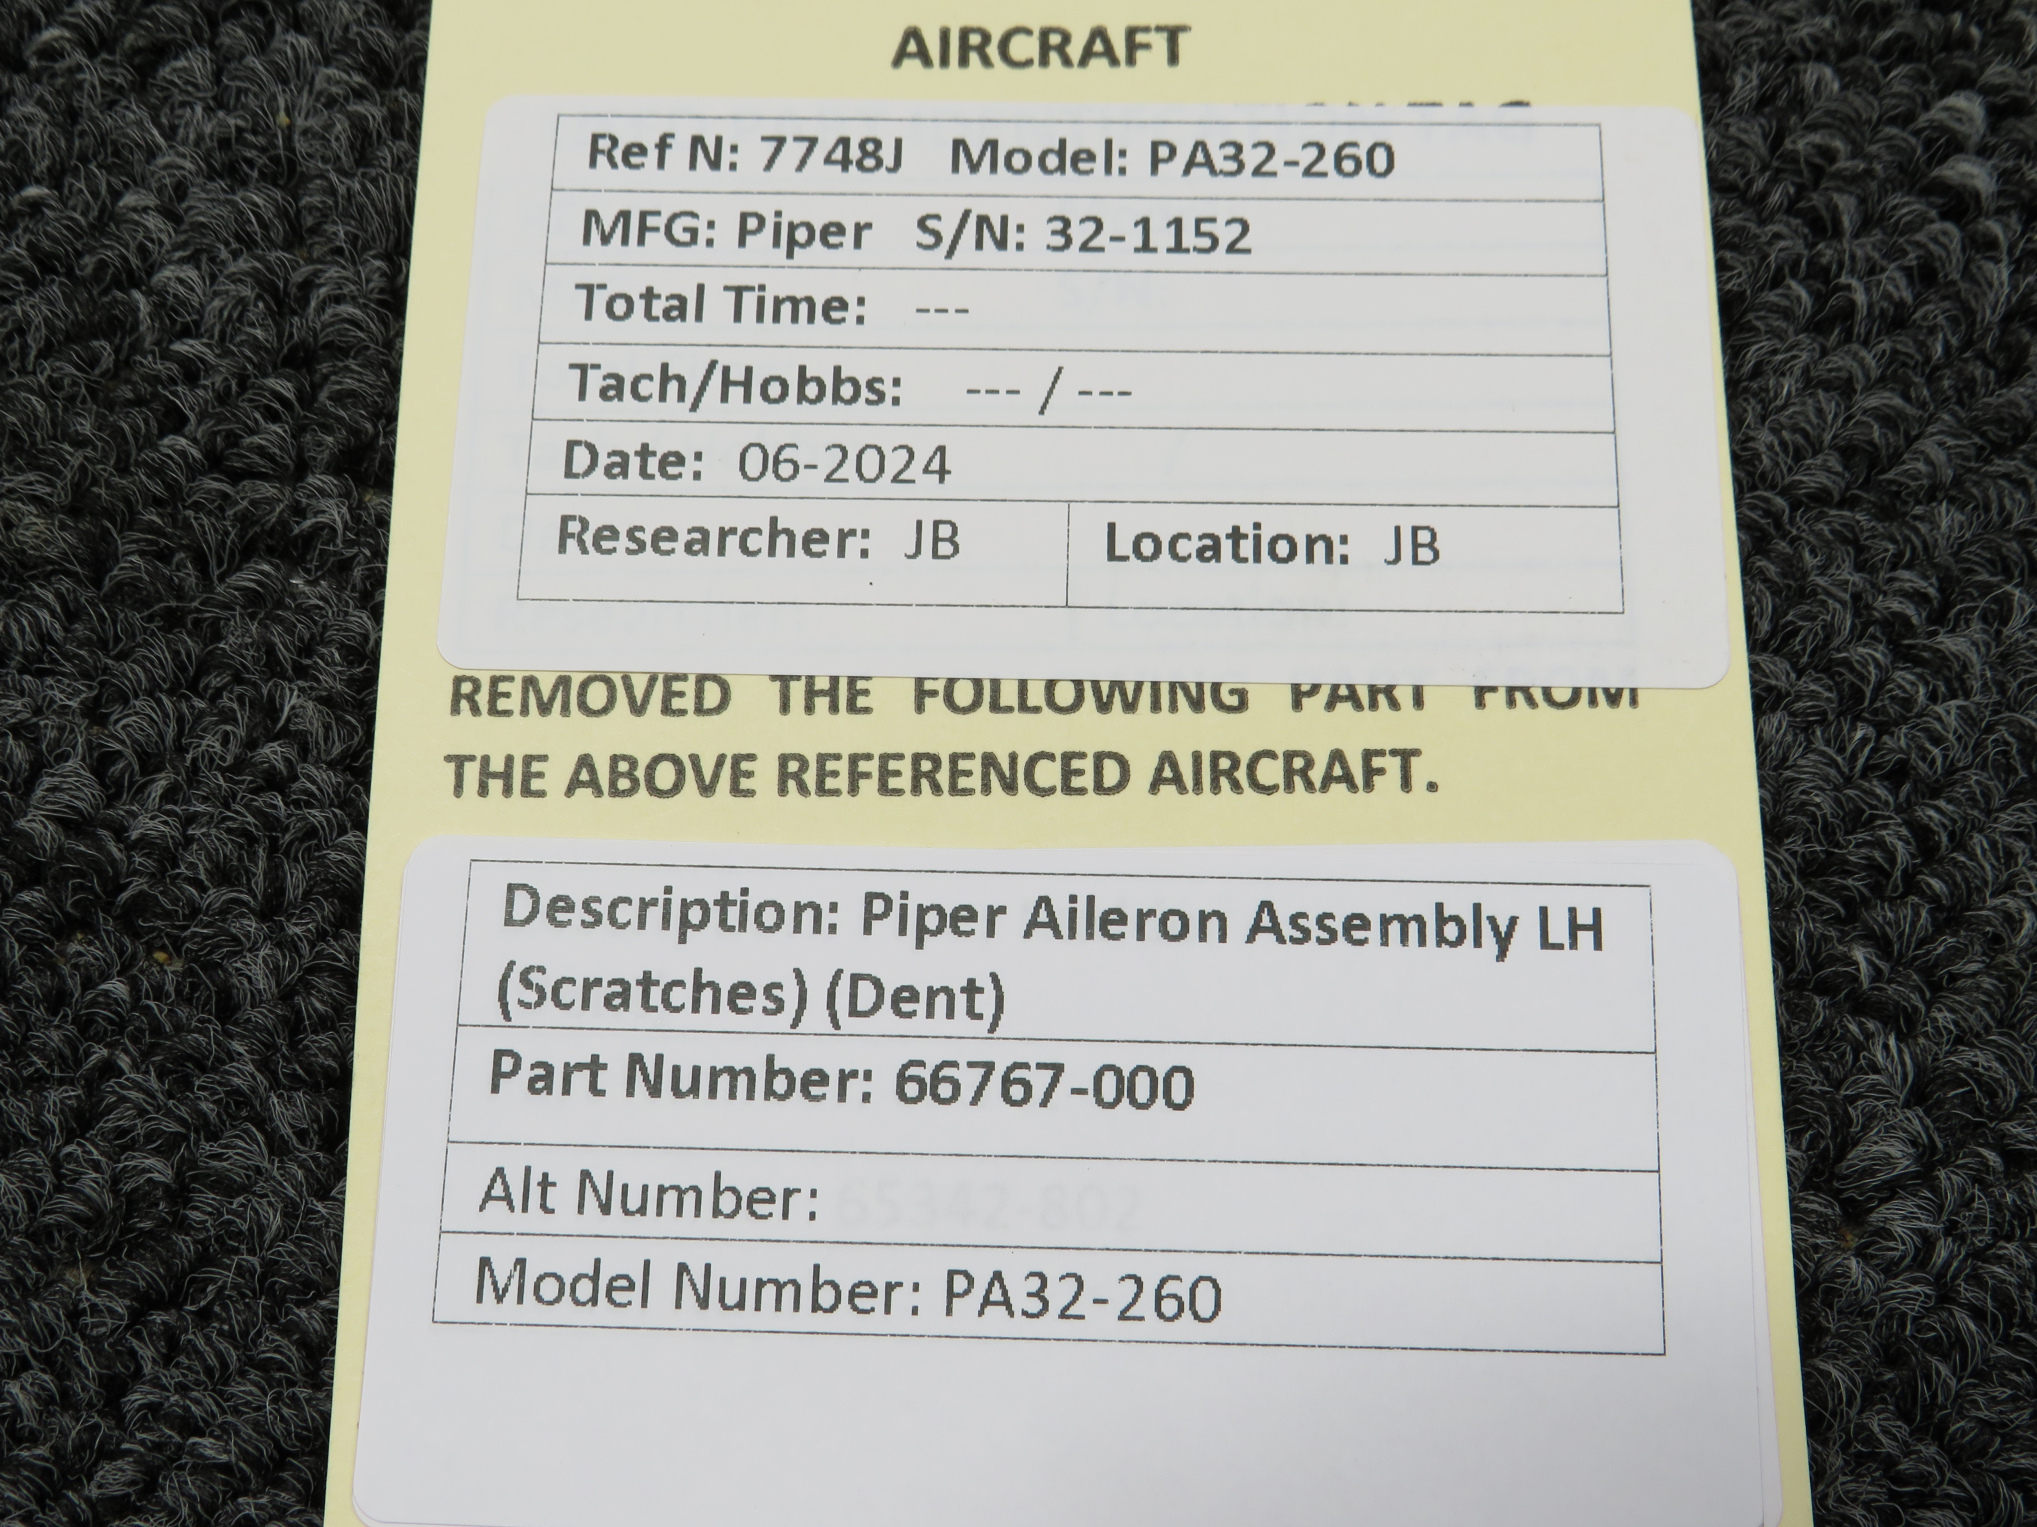 AIRCRAFT
Ref N: 7748J Model: PA32-260
MFG: Piper S/N: 32-1152
Total Time: ---
Tach/Hobbs: --- / ---
Date: 06-2024
Researcher: JB Location: JB
REMOVED THE FOLLOWING PART FROM
THE ABOVE REFERENCED AIRCRAFT.
Description: Piper Aileron Assembly LH
(Scratches) (Dent)
Part Number: 66767-000
Alt Number: 65342-802
Model Number: PA32-260